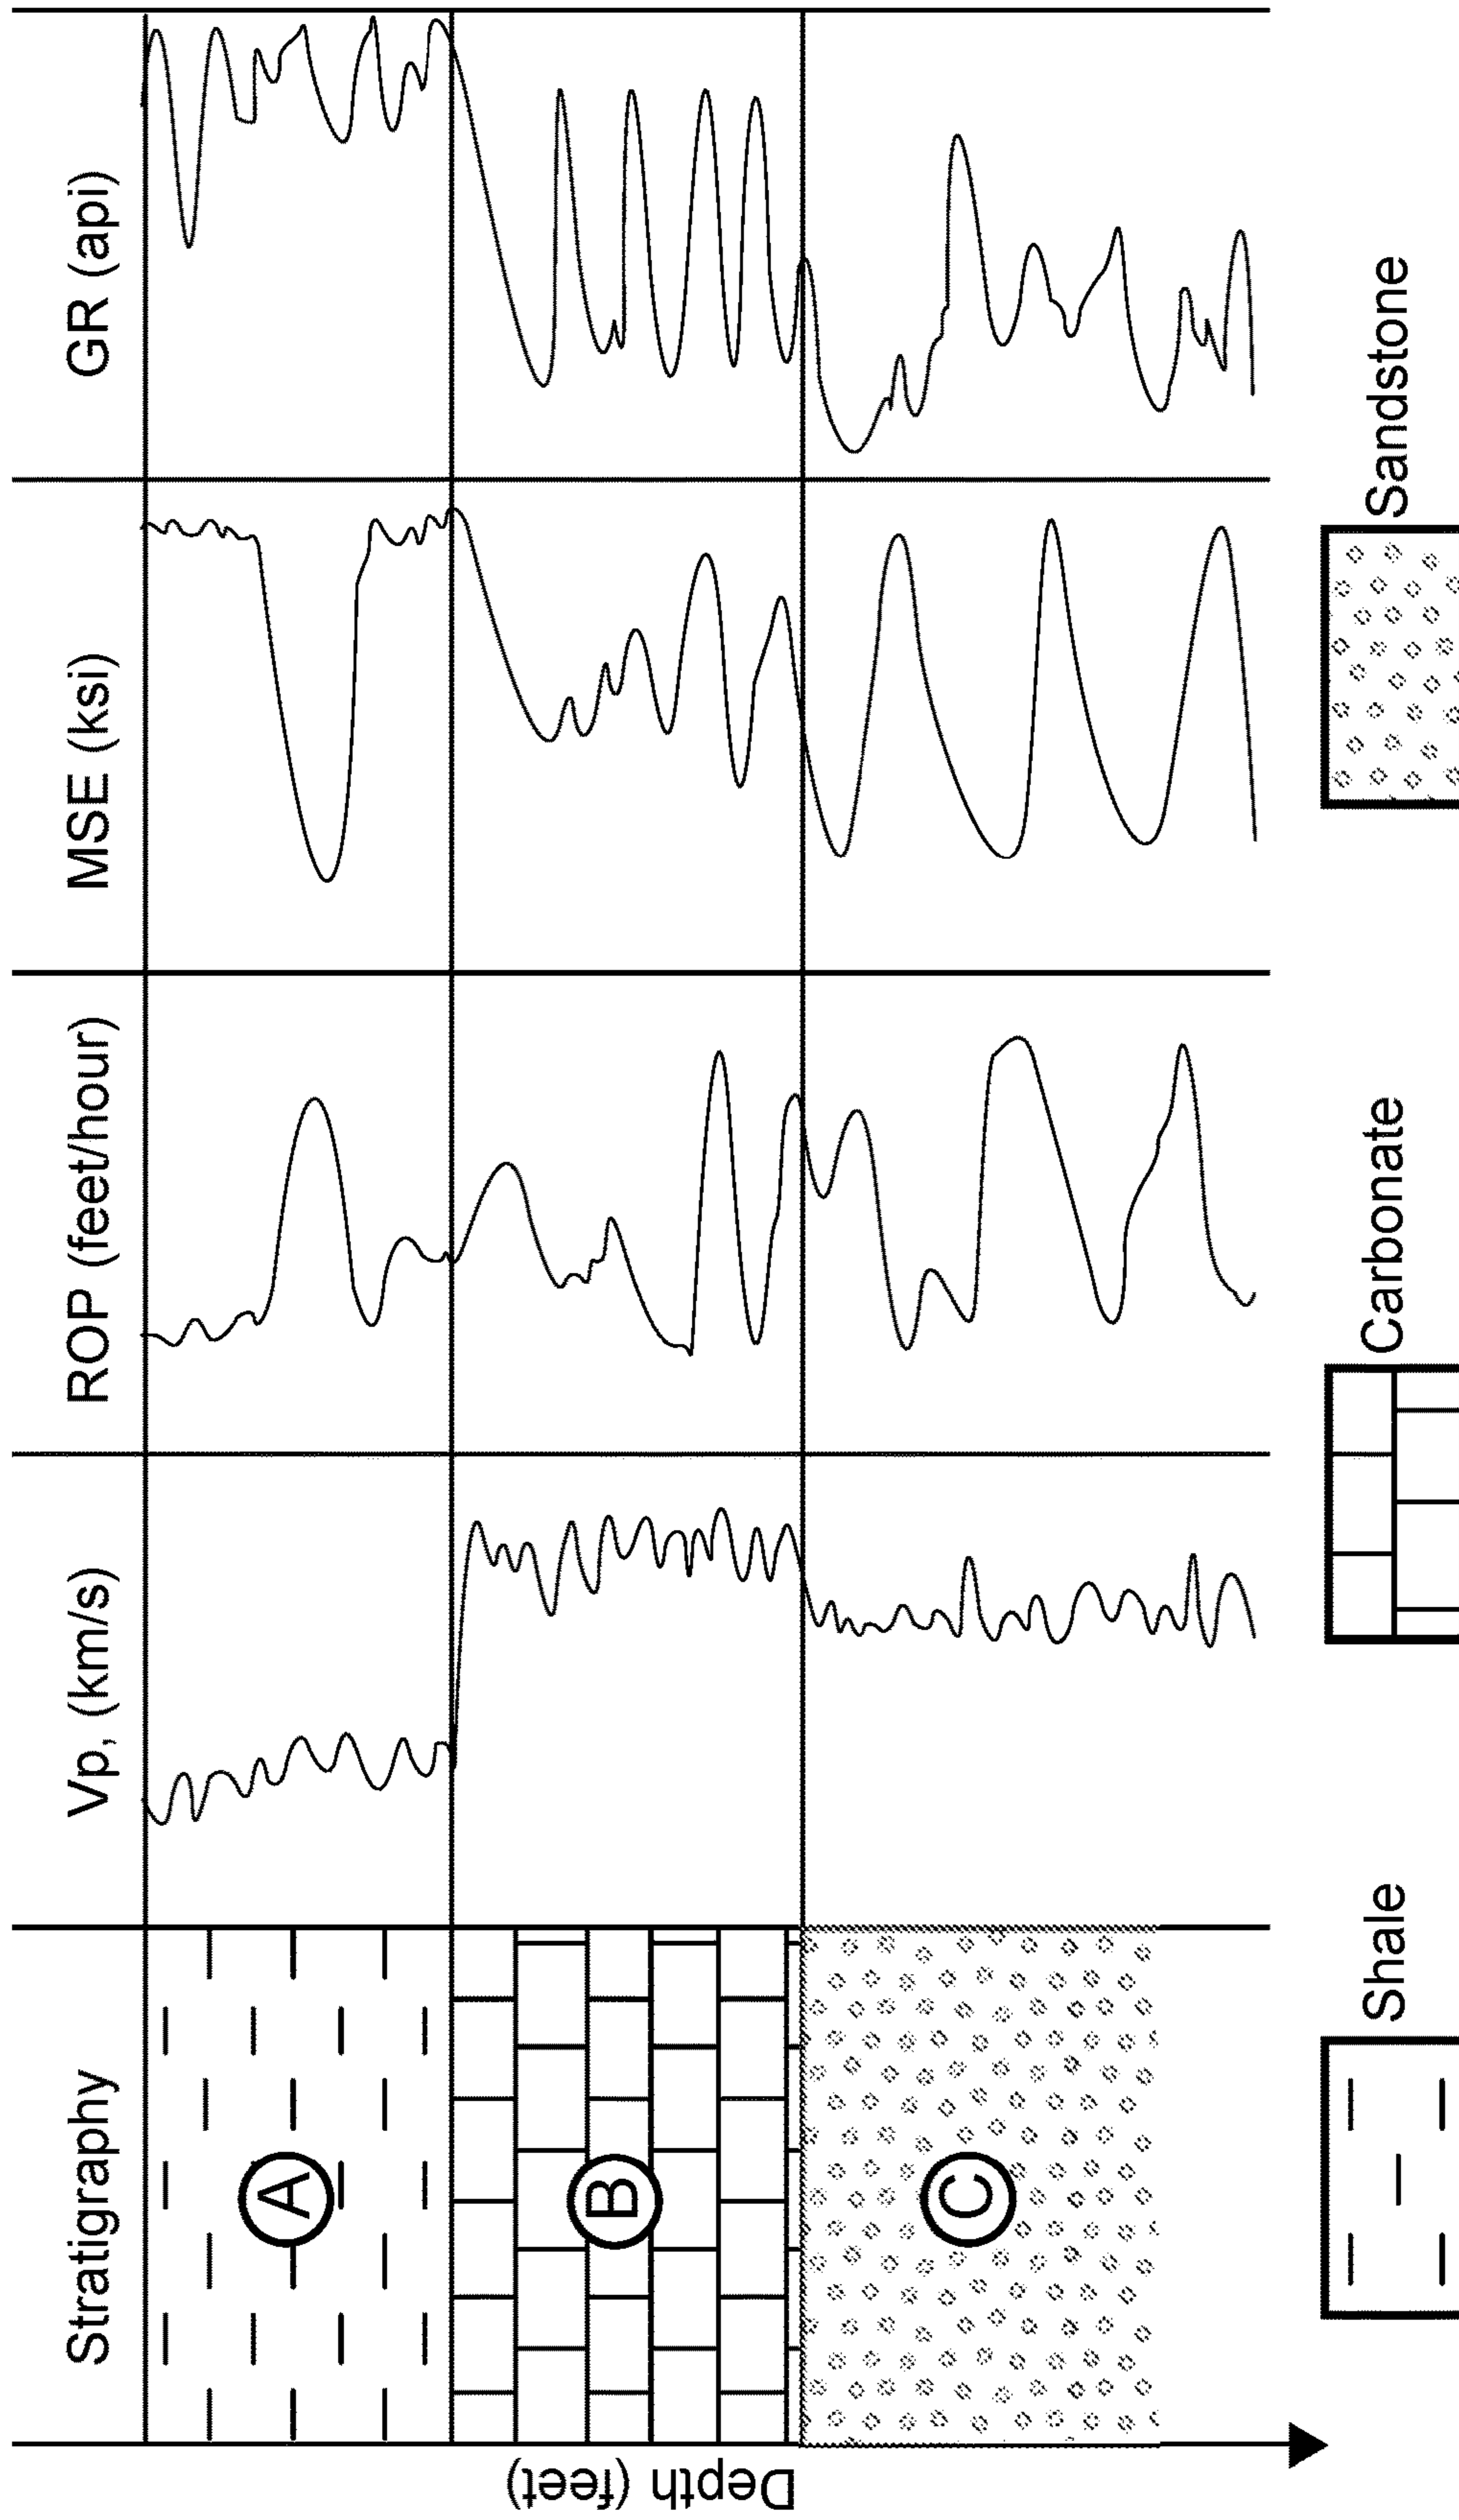 Stratigraphy
Vp, (km/s)
ROP (feet/hour)
MSE (ksi)
GR (api)
Depth (feet)
A
B
C
Shale
Carbonate
Sandstone